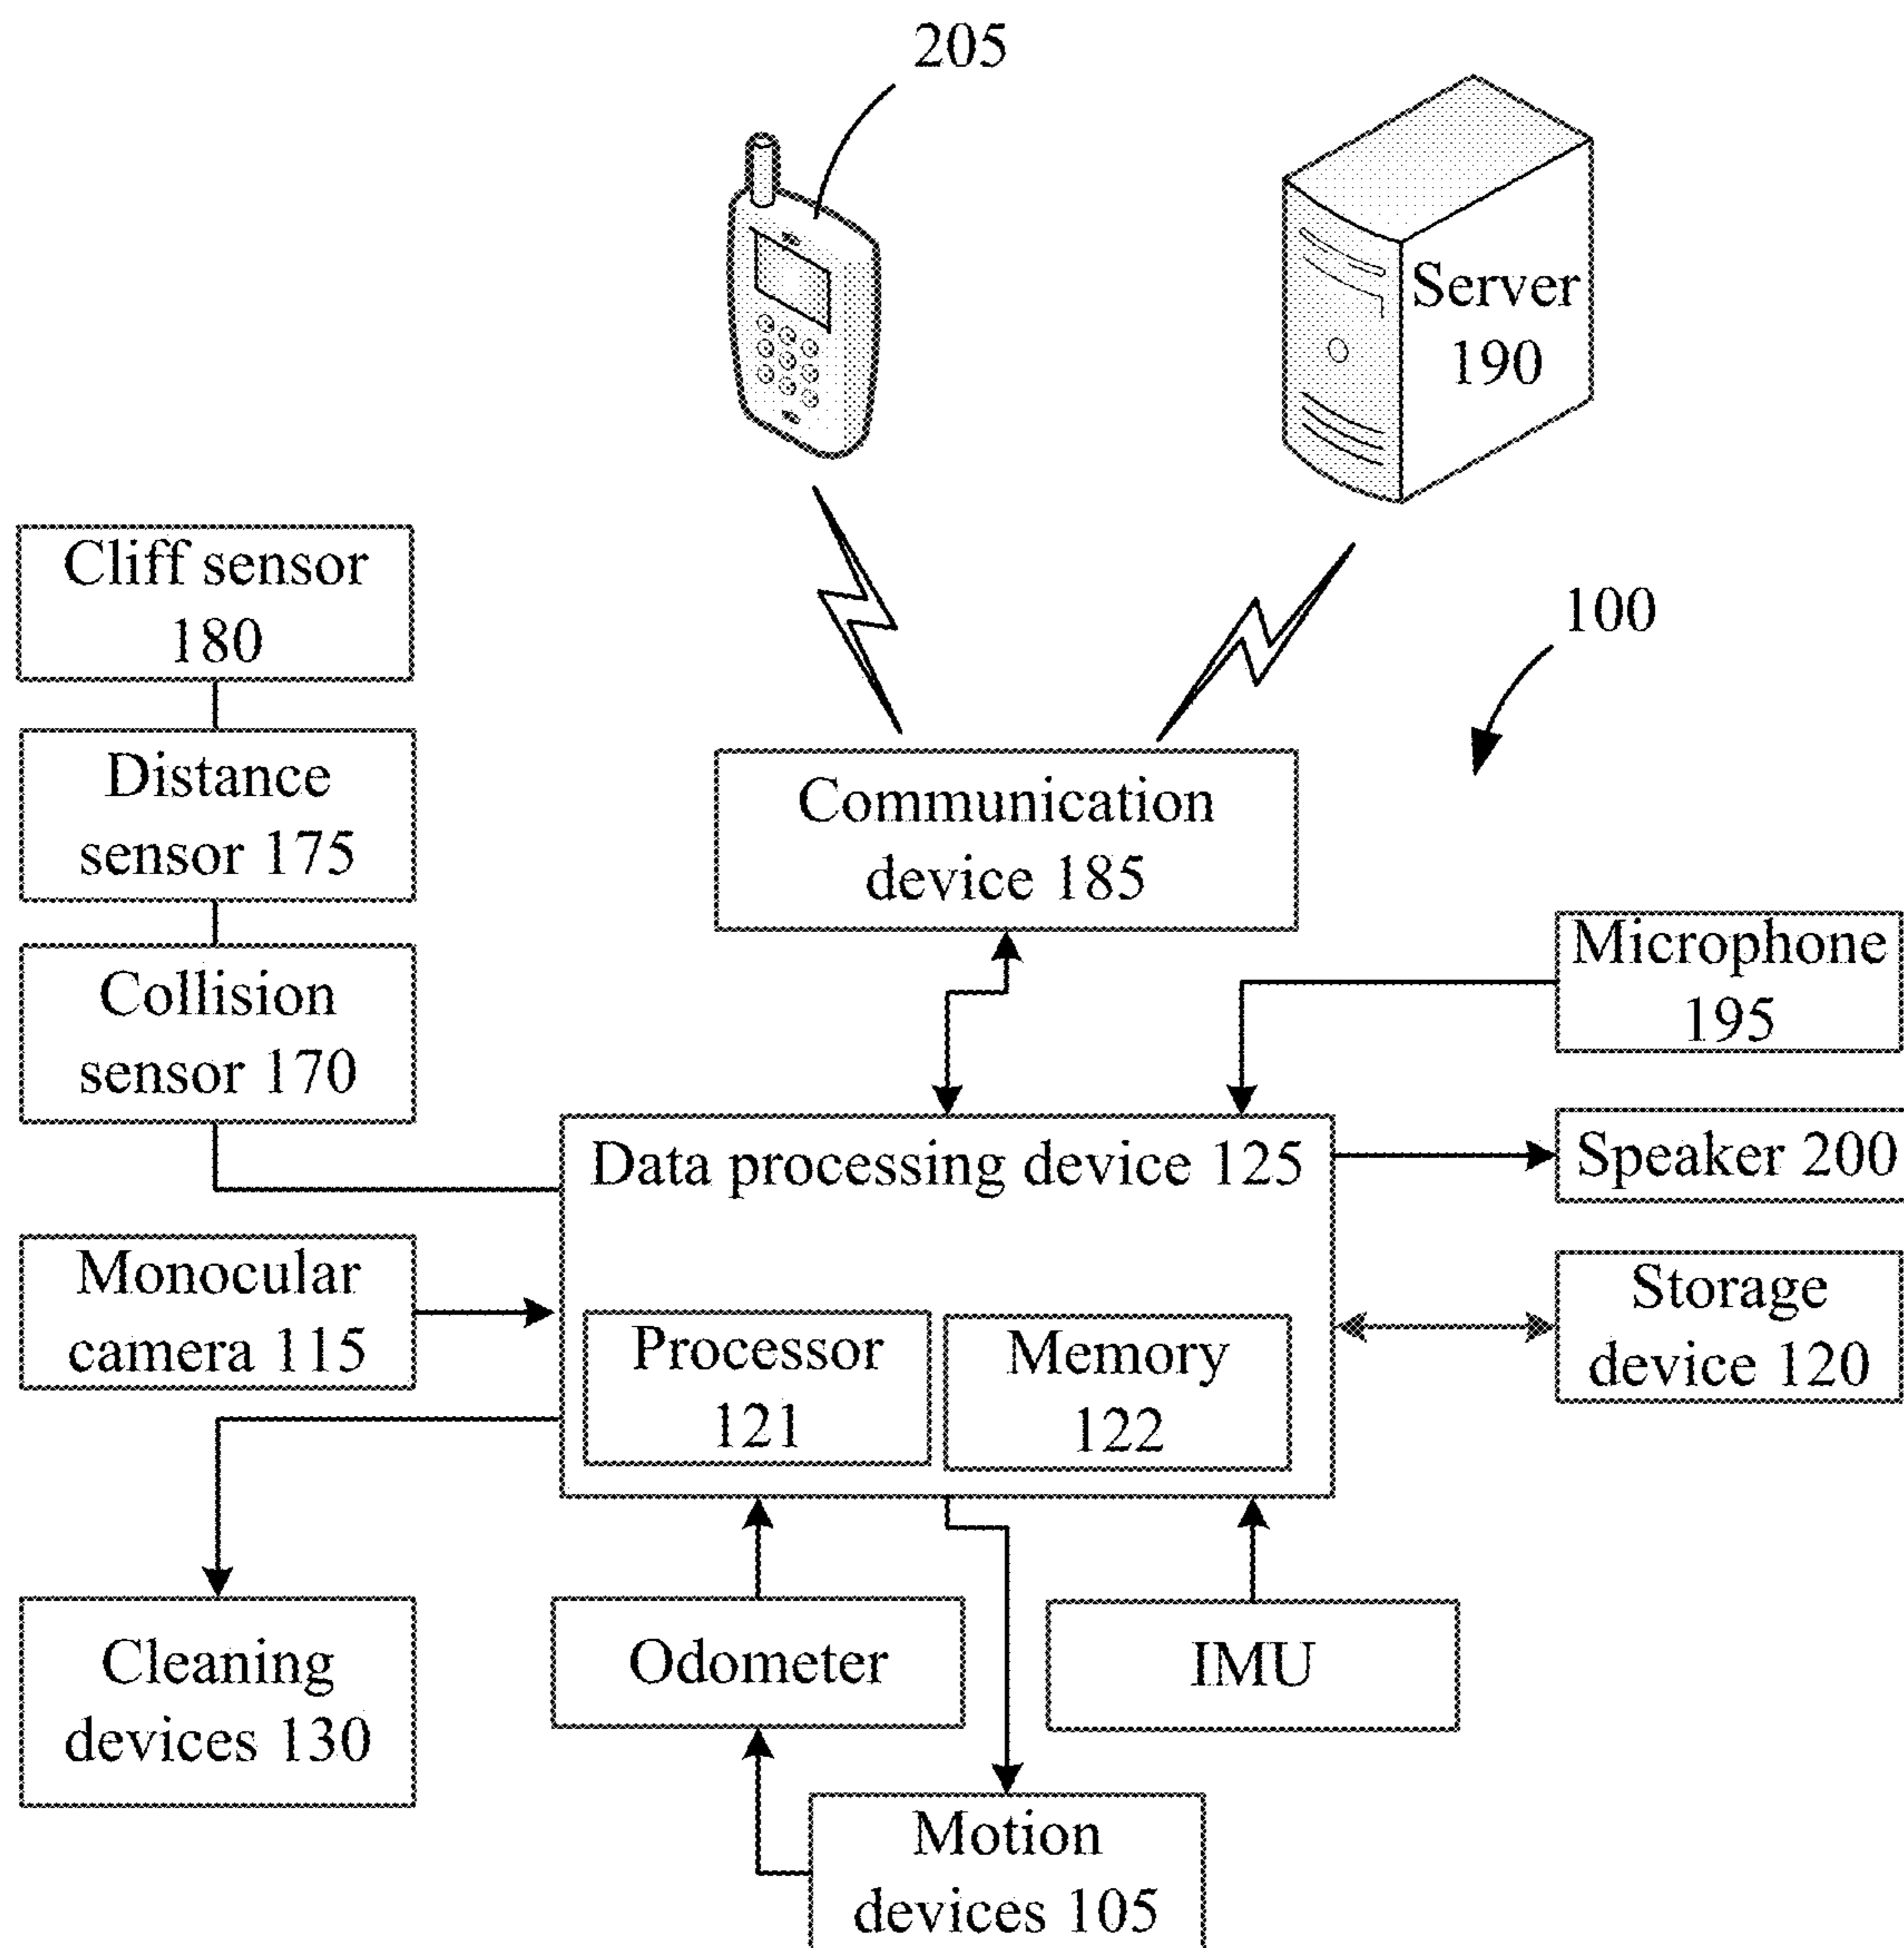 205
Server
190
Cliff sensor
180
100
Distance
sensor 175
Communication
device 185
Collision
sensor 170
Microphone
195
Data processing device 125
Speaker 200
Monocular
camera 115
Processor
121
Memory
122
Storage
device 120
Cleaning
devices 130
Odometer
IMU
Motion
devices 105